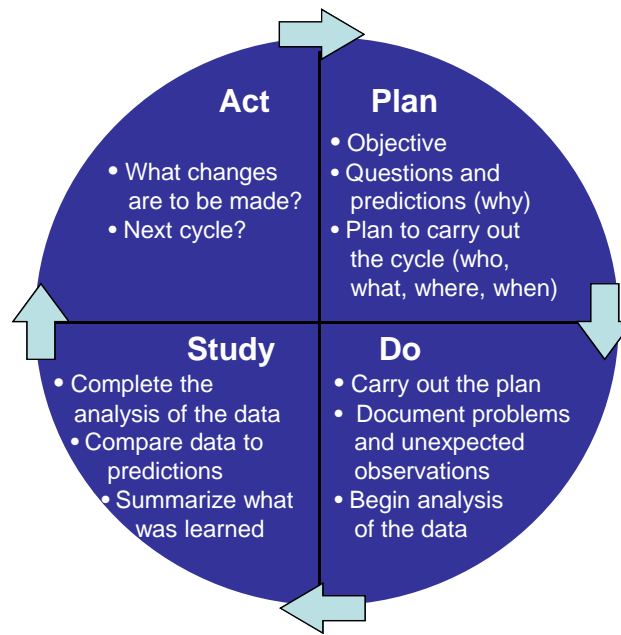 Act
• What changes
are to be made?
• Next cycle?
Plan
• Objective
• Questions and
predictions (why)
• Plan to carry out
the cycle (who,
what, where, when)
Study
• Complete the
analysis of the data
• Compare data to
predictions
• Summarize what
was learned
Do
• Carry out the plan
• Document problems
and unexpected
observations
• Begin analysis
of the data